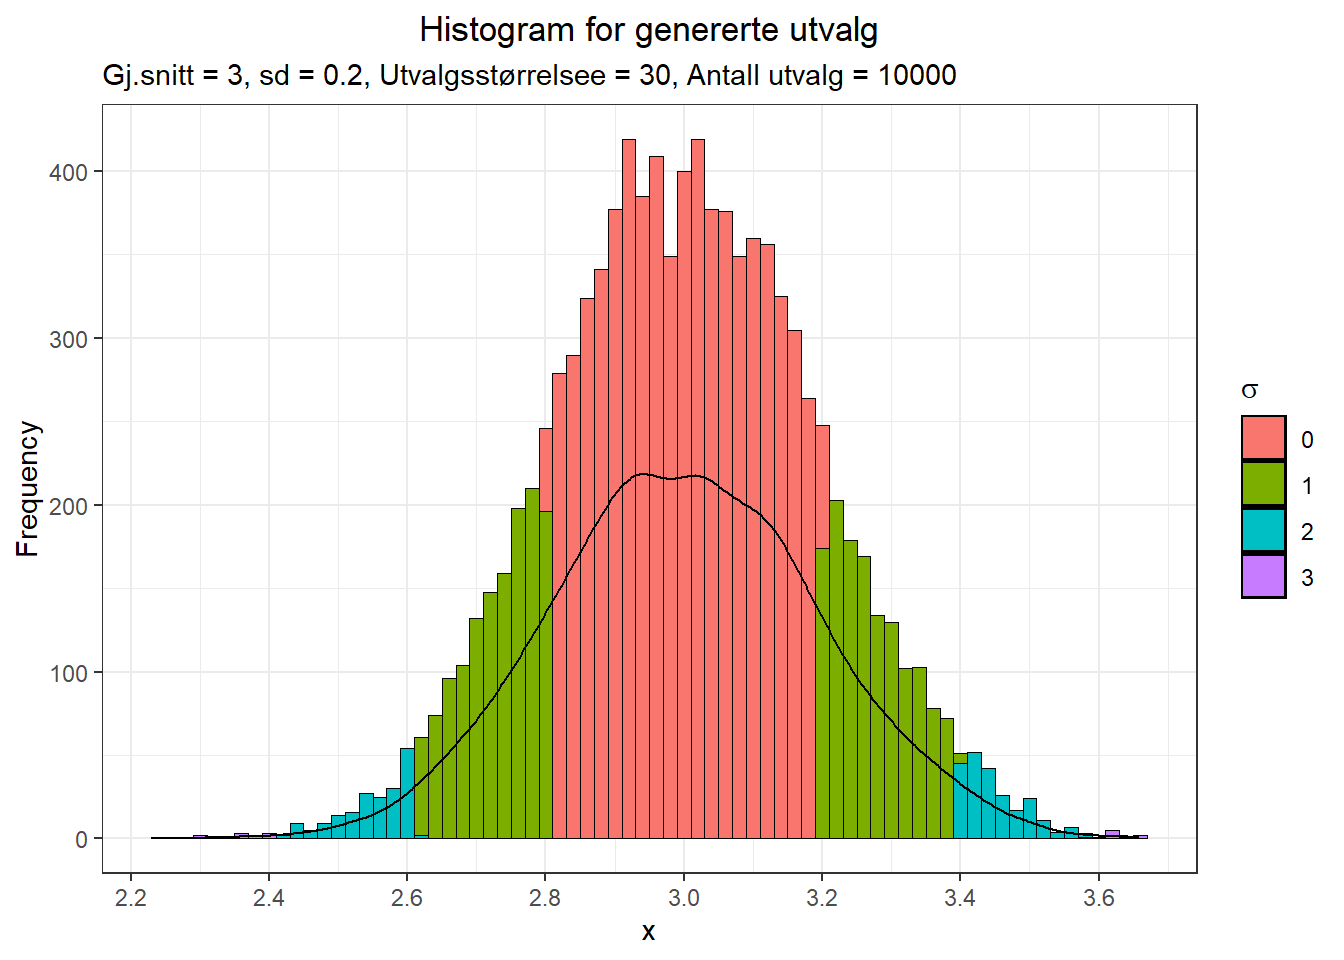 Histogram for genererte utvalg
Gj.snitt = 3, sd = 0.2, Utvalgsstørrelsee = 30, Antall utvalg = 10000
400
300
200
100
0
Frequency
2.2 2.4 2.6 2.8 3.0 3.2 3.4 3.6
x
σ
0
1
2
3